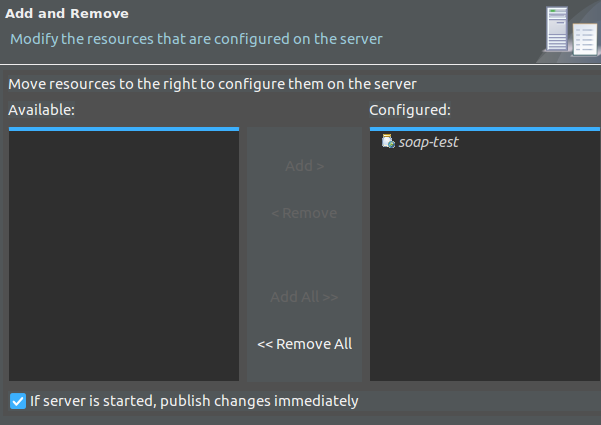 Add and Remove
Modify the resources that are configured on the server
Move resources to the right to configure them on the server
Available:
Configured:
soap-test
Add >
< Remove
Add All >>
<< Remove All
If server is started, publish changes immediately